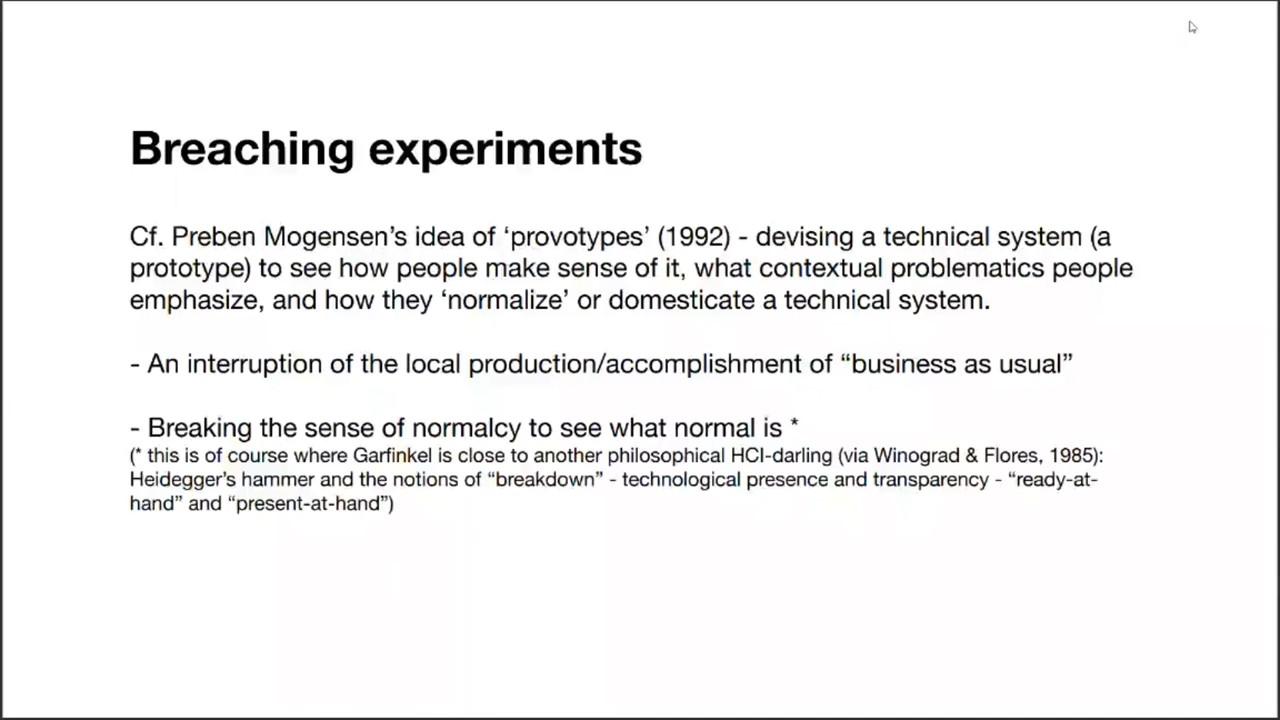 Breaching experiments
Cf. Preben Mogensen’s idea of ‘provotypes’ (1992) - devising a technical system (a
prototype) to see how people make sense of it, what contextual problematics people
emphasize, and how they ‘normalize’ or domesticate a technical system.
- An interruption of the local production/accomplishment of “business as usual”
- Breaking the sense of normalcy to see what normal is *
(* this is of course where Garfinkel is close to another philosophical HCI-darling (via Winograd & Flores, 1985):
Heidegger’s hammer and the notions of “breakdown” - technological presence and transparency - “ready-at-
hand” and “present-at-hand”)